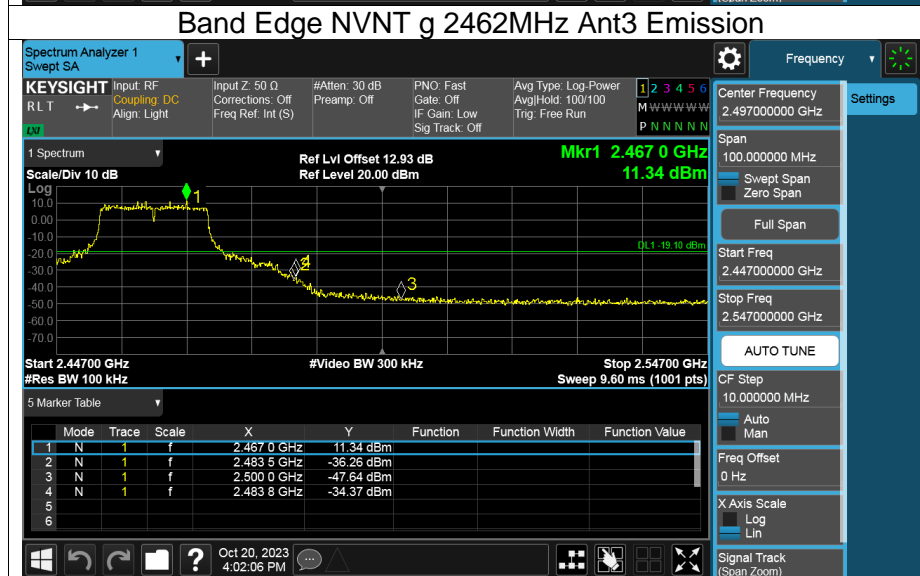 (Span Zoom)
Band Edge NVNT g 2462MHz Ant3 Emission
Spectrum Analyzer 1
Swept SA
Frequency
KEYSIGHT
RLT
LXI
Input: RF
Coupling: DC
Align: Light
Input Z: 50 Ω
Corrections: Off
Freq Ref: Int (S)
#Atten: 30 dB
Preamp: Off
PNO: Fast
Gate: Off
IF Gain: Low
Sig Track: Off
Avg Type: Log-Power
Avg|Hold: 100/100
Trig: Free Run
1 2 3 4 5 6
M W W W W W
P N N N N N
1 Spectrum
Scale/Div 10 dB
Ref Lvl Offset 12.93 dB
Ref Level 20.00 dBm
Mkr1 2.467 0 GHz
11.34 dBm
Log
10.0
0.00
-10.0
-20.0
-30.0
-40.0
-50.0
-60.0
-70.0
1
2
4
3
DL1 -19.10 dBm
Start 2.44700 GHz
#Res BW 100 kHz
#Video BW 300 kHz
Stop 2.54700 GHz
Sweep 9.60 ms (1001 pts)
5 Marker Table
Mode Trace Scale X Y Function Function Width Function Value
1 N 1 f 2.467 0 GHz 11.34 dBm
2 N 1 f 2.483 5 GHz -36.26 dBm
3 N 1 f 2.500 0 GHz -47.64 dBm
4 N 1 f 2.483 8 GHz -34.37 dBm
5
6
Oct 20, 2023
4:02:06 PM
Center Frequency
2.497000000 GHz
Settings
Span
100.000000 MHz
Swept Span
Zero Span
Full Span
Start Freq
2.447000000 GHz
Stop Freq
2.547000000 GHz
AUTO TUNE
CF Step
10.000000 MHz
Auto
Man
Freq Offset
0 Hz
X Axis Scale
Log
Lin
Signal Track
(Span Zoom)